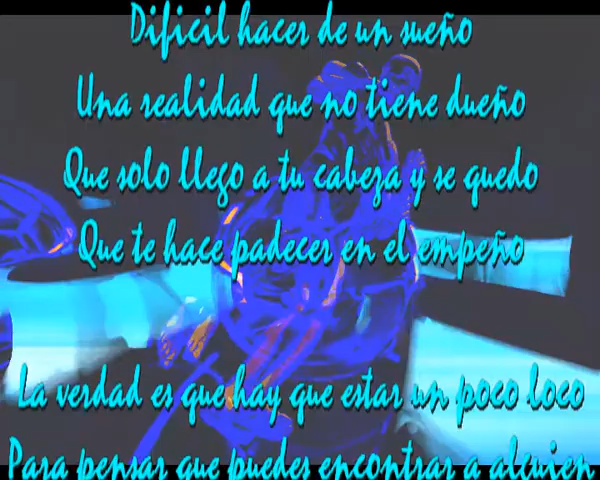 Dificil hacer de un sueño
Una realidad que no tiene dueño
Que solo llego a tu cabeza y se quedo
Que te hace padecer en el empeño
La verdad es que hay que estar un poco loco
Para pensar que puedes encontrar a alguien